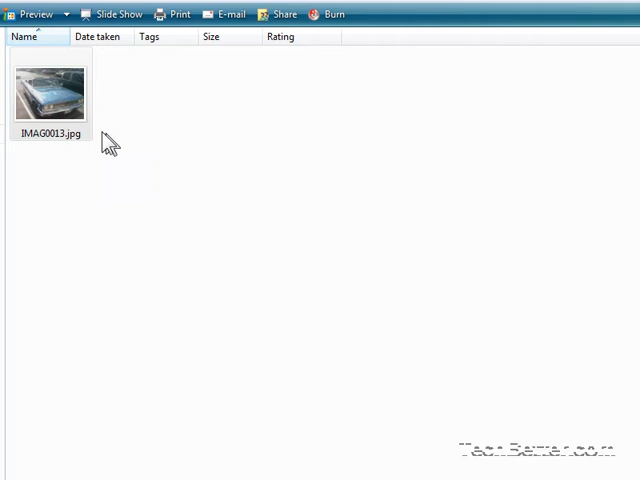 Preview Slide Show Print E-mail Share Burn
Name Date taken Tags Size Rating
IMAG0013.jpg